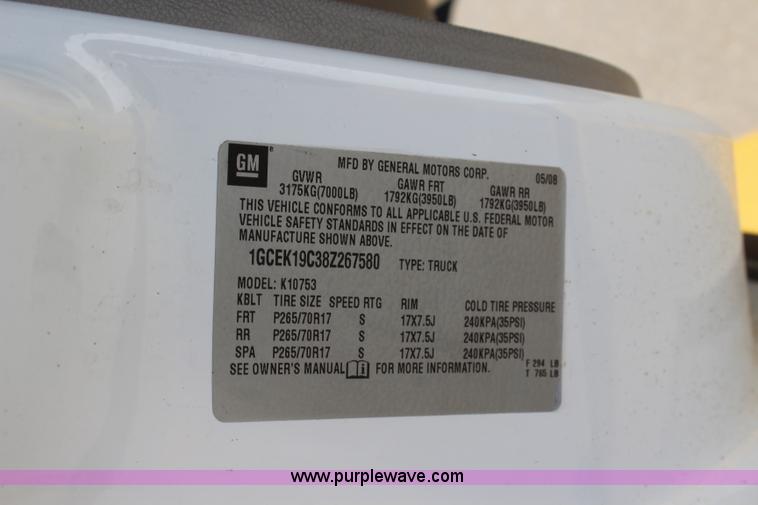 GM
MFD BY GENERAL MOTORS CORP. 05/08
GVWR GAWR FRT GAWR RR
3175KG(7000LB) 1792KG(3950LB) 1792KG(3950LB)
THIS VEHICLE CONFORMS TO ALL APPLICABLE U.S. FEDERAL MOTOR
VEHICLE SAFETY STANDARDS IN EFFECT ON THE DATE OF
MANUFACTURE SHOWN ABOVE.
1GCEK19C38Z267580 TYPE: TRUCK
MODEL: K10753
KBLT TIRE SIZE SPEED RTG RIM COLD TIRE PRESSURE
FRT P265/70R17 S 17X7.5J 240KPA(35PSI)
RR P265/70R17 S 17X7.5J 240KPA(35PSI)
SPA P265/70R17 S 17X7.5J 240KPA(35PSI)
SEE OWNER'S MANUAL FOR MORE INFORMATION.
F 294 LB
T 765 LB
www.purplewave.com